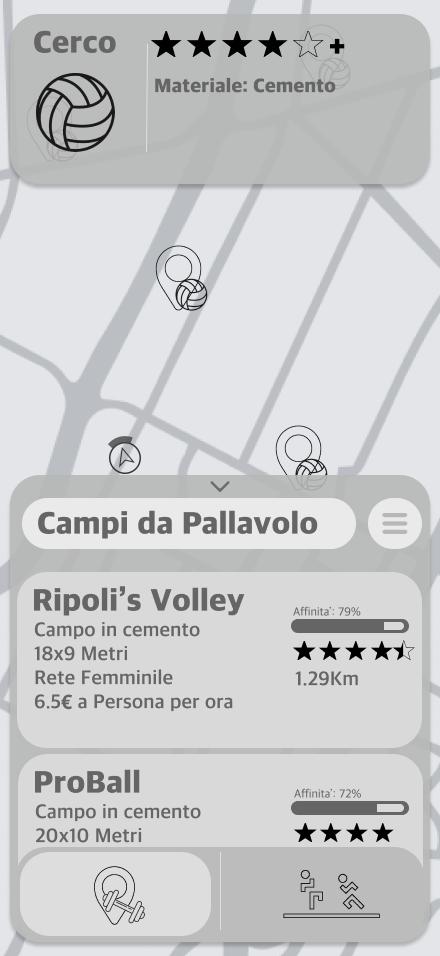 Cerco
Materiale: Cemento
Campi da Pallavolo
Ripoli's Volley
Campo in cemento
18x9 Metri
Rete Femminile
6.5€ a Persona per ora
Affinita': 79%
1.29Km
ProBall
Campo in cemento
20x10 Metri
Affinita': 72%